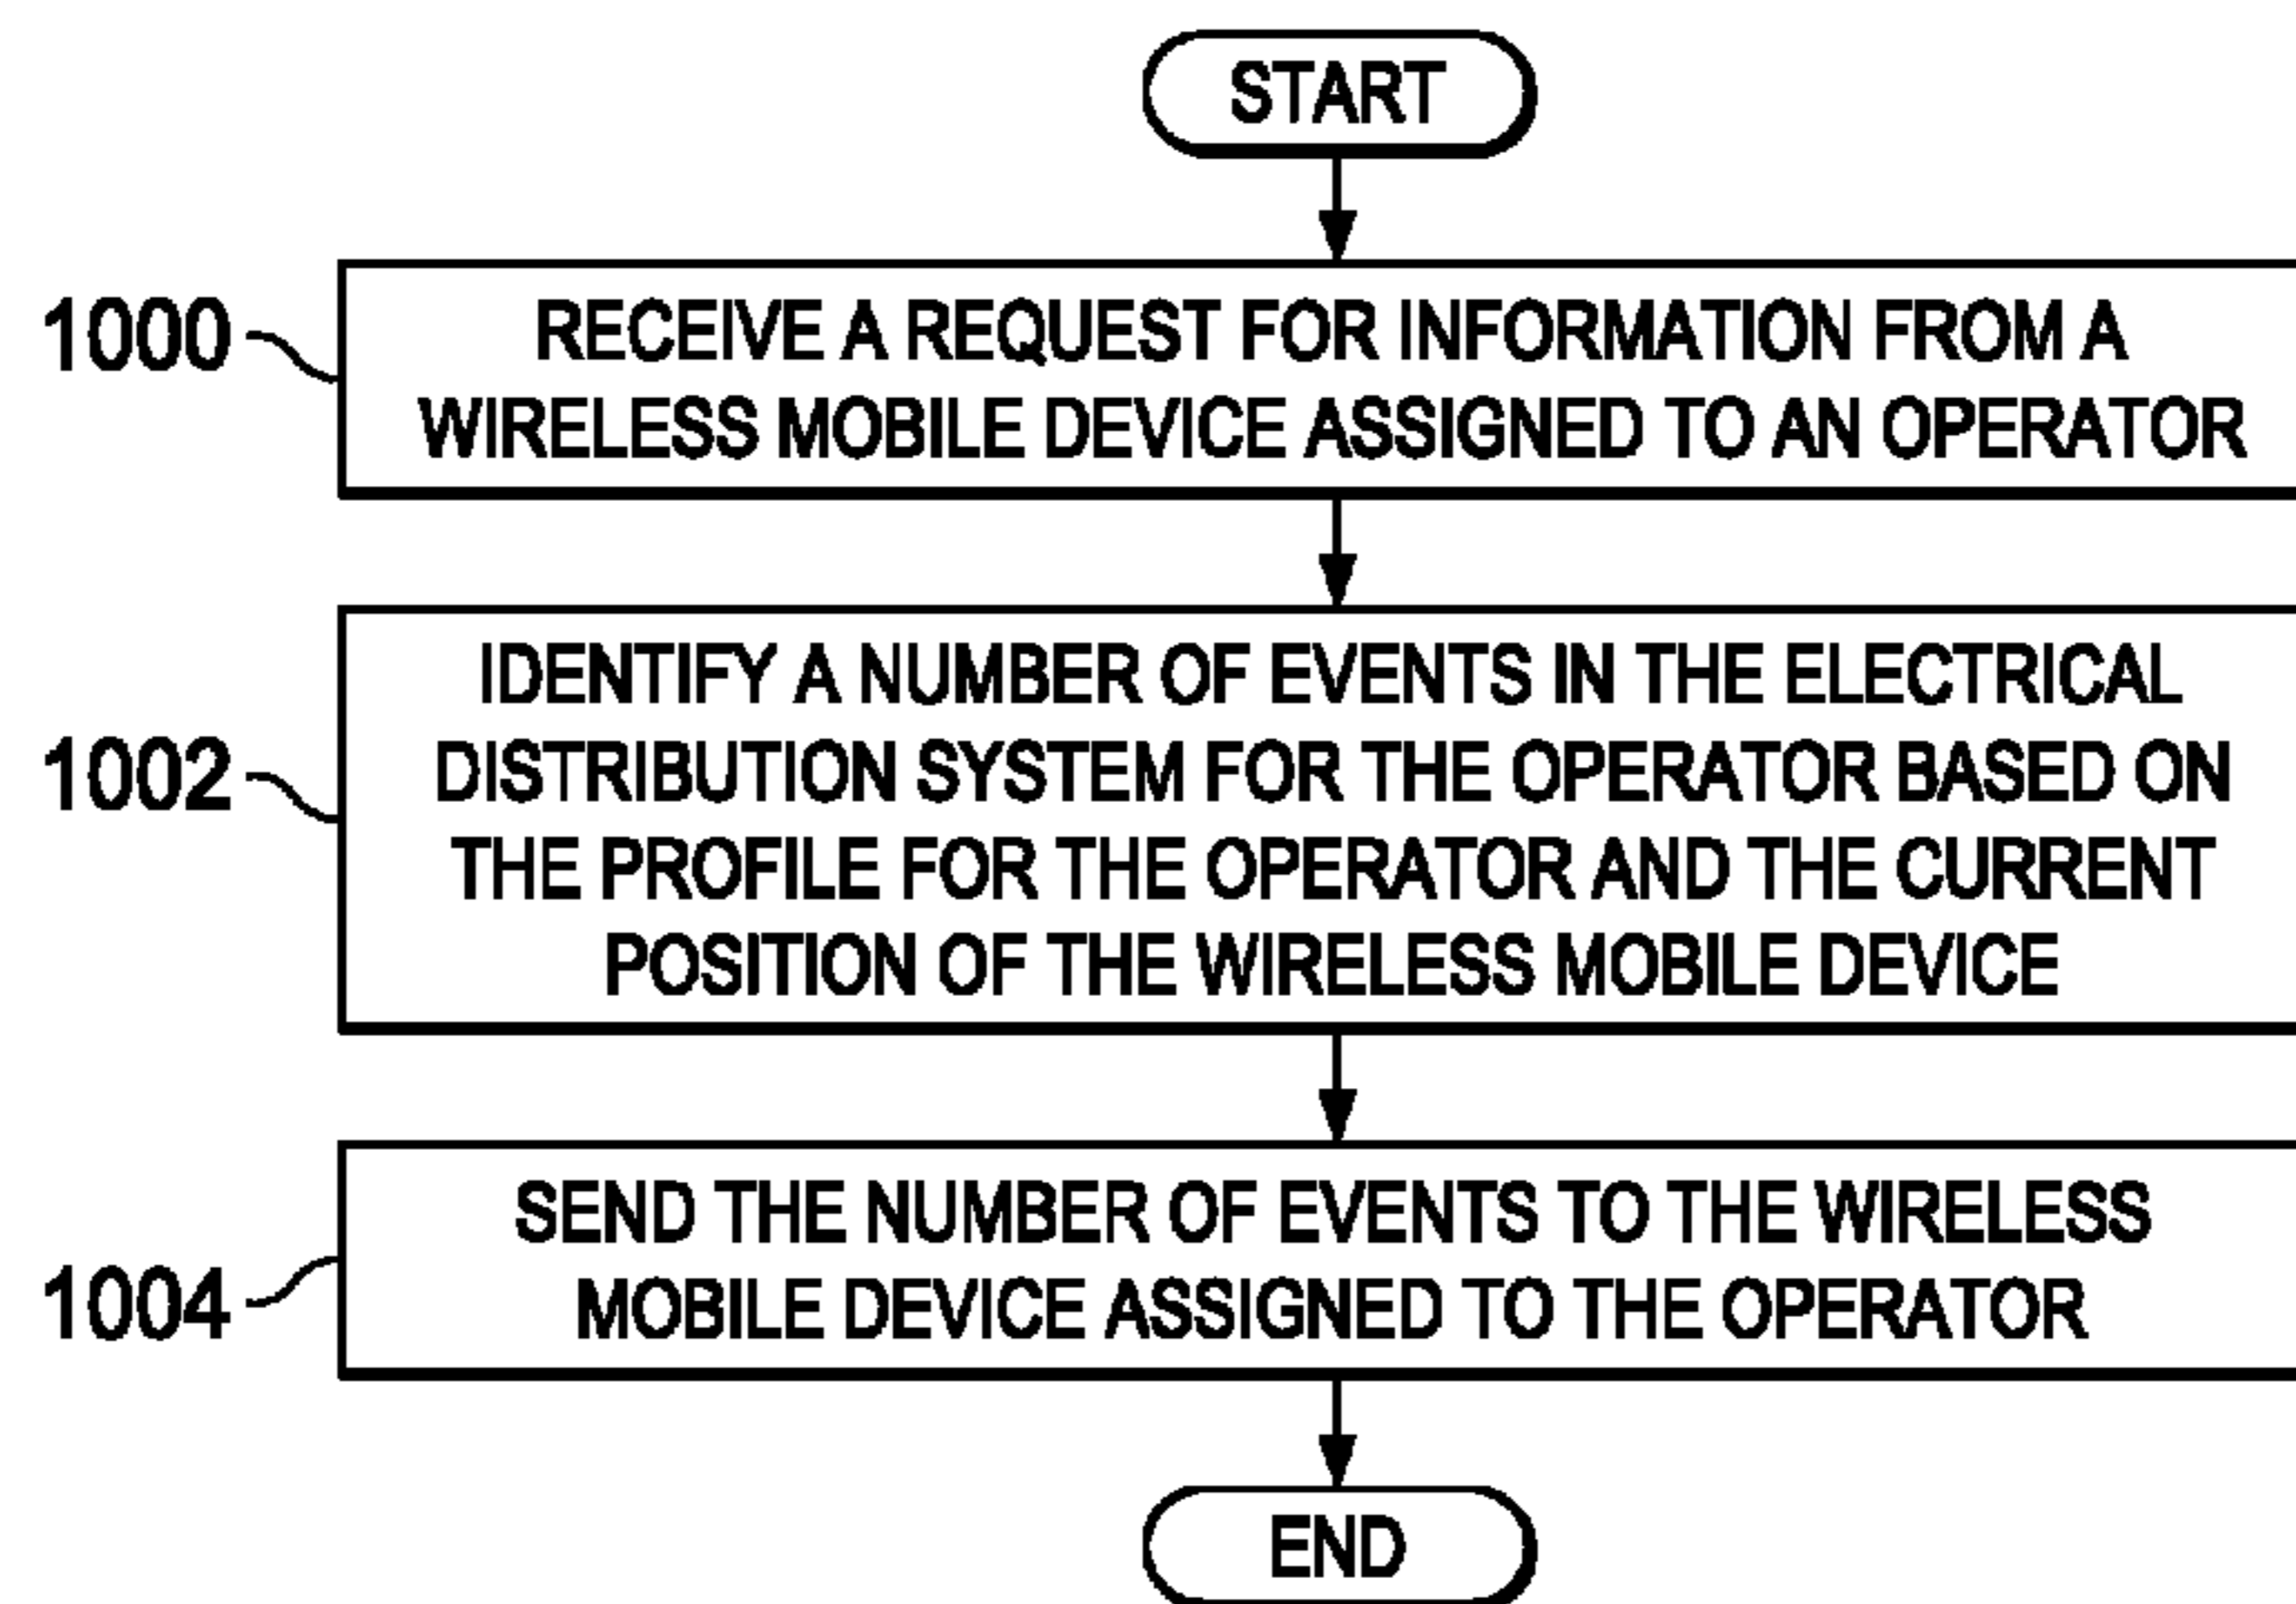 START
1000
RECEIVE A REQUEST FOR INFORMATION FROM A
WIRELESS MOBILE DEVICE ASSIGNED TO AN OPERATOR
1002
IDENTIFY A NUMBER OF EVENTS IN THE ELECTRICAL
DISTRIBUTION SYSTEM FOR THE OPERATOR BASED ON
THE PROFILE FOR THE OPERATOR AND THE CURRENT
POSITION OF THE WIRELESS MOBILE DEVICE
1004
SEND THE NUMBER OF EVENTS TO THE WIRELESS
MOBILE DEVICE ASSIGNED TO THE OPERATOR
END